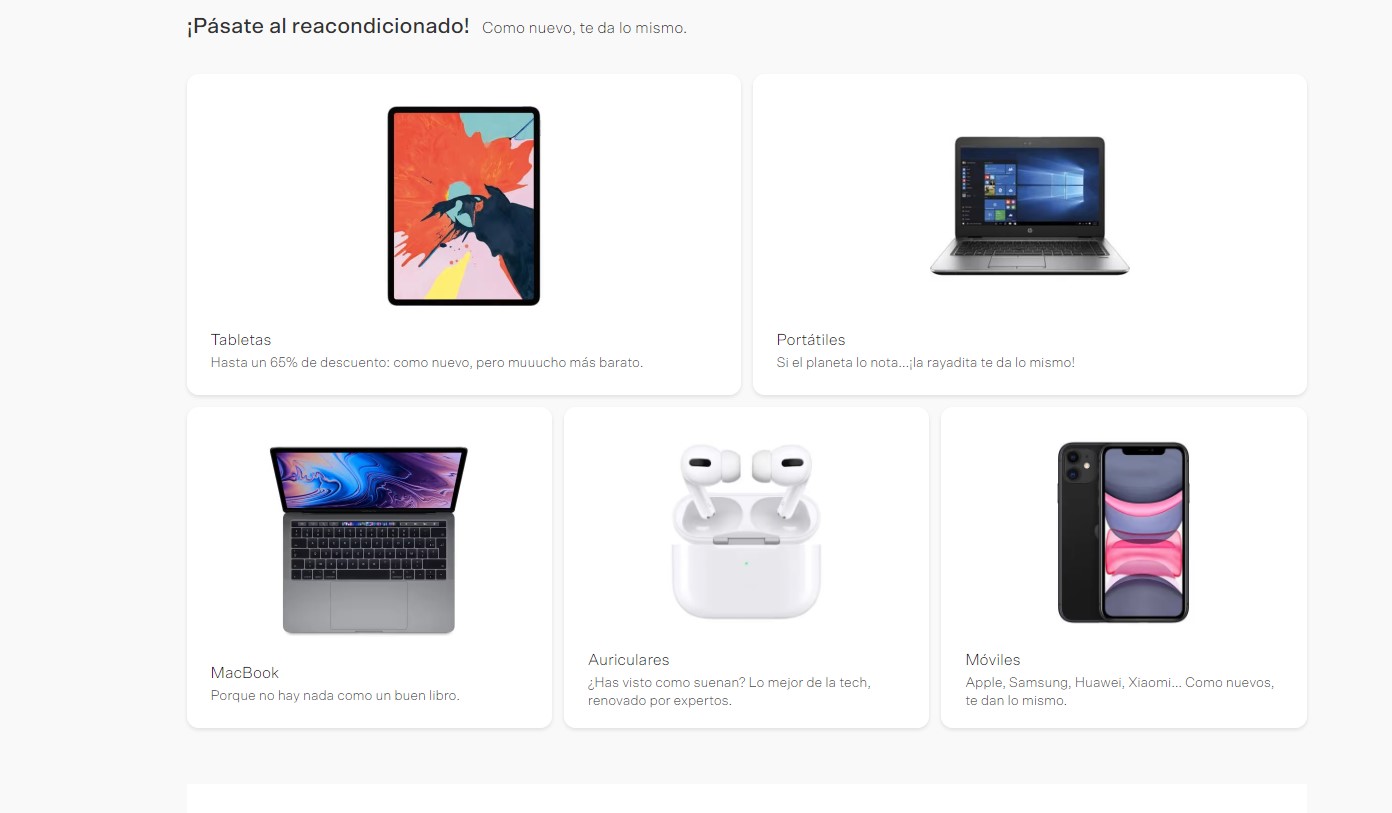 ¡Pásate al reacondicionado! Como nuevo, te da lo mismo.
Tabletas
Hasta un 65% de descuento: como nuevo, pero muuucho más barato.
Portátiles
Si el planeta lo nota...¡la rayadita te da lo mismo!
MacBook
Porque no hay nada como un buen libro.
Auriculares
¿Has visto como suenan? Lo mejor de la tech,
renovado por expertos.
Móviles
Apple, Samsung, Huawei, Xiaomi... Como nuevos,
te dan lo mismo.